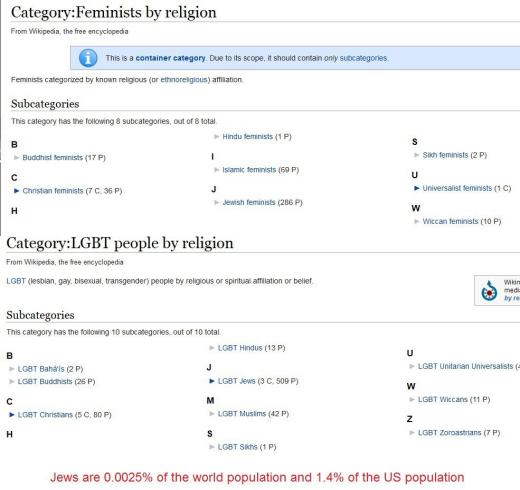 Category:Feminists by religion
From Wikipedia, the free encyclopedia
This is a container category. Due to its scope, it should contain only subcategories.
Feminists categorized by known religious (or ethnoreligious) affiliation.
Subcategories
This category has the following 8 subcategories, out of 8 total.
B
► Buddhist feminists (17 P)
C
► Christian feminists (7 C, 36 P)
H
► Hindu feminists (1 P)
I
► Islamic feminists (69 P)
J
► Jewish feminists (286 P)
S
► Sikh feminists (2 P)
U
► Universalist feminists (1 C)
W
► Wiccan feminists (10 P)
Category:LGBT people by religion
From Wikipedia, the free encyclopedia
LGBT (lesbian, gay, bisexual, transgender) people by religious or spiritual affiliation or belief.
Wikin
media
by re
Subcategories
This category has the following 10 subcategories, out of 10 total.
B
► LGBT Bahá'ís (2 P)
► LGBT Buddhists (26 P)
C
► LGBT Christians (5 C, 80 P)
H
► LGBT Hindus (13 P)
J
► LGBT Jews (3 C, 509 P)
M
► LGBT Muslims (42 P)
S
► LGBT Sikhs (1 P)
U
► LGBT Unitarian Universalists (4
W
► LGBT Wiccans (11 P)
Z
► LGBT Zoroastrians (7 P)
Jews are 0.0025% of the world population and 1.4% of the US population